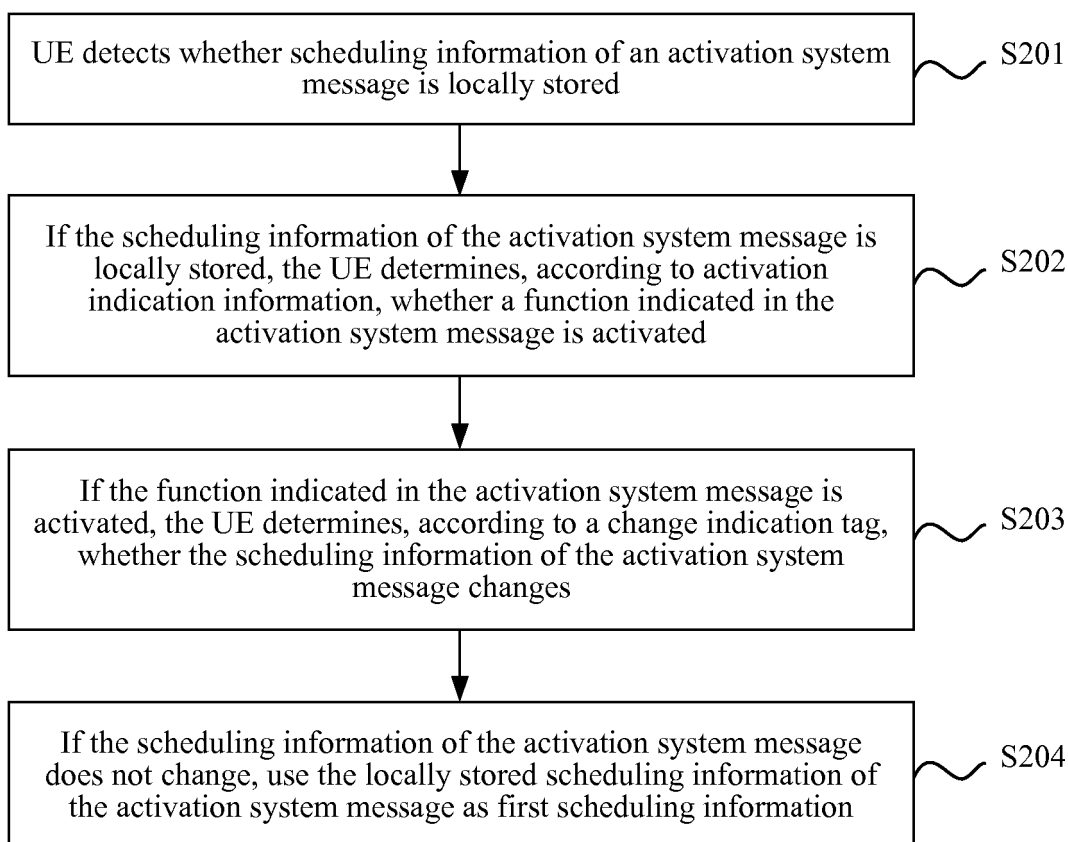 UE detects whether scheduling information of an activation system
message is locally stored
S201
If the scheduling information of the activation system message is
locally stored, the UE determines, according to activation
indication information, whether a function indicated in the
activation system message is activated
S202
If the function indicated in the activation system message is
activated, the UE determines, according to a change indication tag,
whether the scheduling information of the activation system
message changes
S203
If the scheduling information of the activation system message
does not change, use the locally stored scheduling information of
the activation system message as first scheduling information
S204